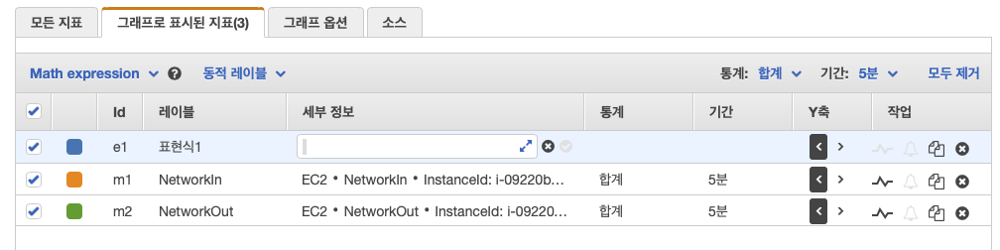 모든 지표 그래프로 표시된 지표(3) 그래프 옵션 소스
Math expression 동적 레이블 통계: 합계 기간: 5분 모두 제거
Id 레이블 세부 정보 통계 기간 Y축 작업
e1 표현식1
m1 NetworkIn EC2 • NetworkIn • InstanceId: i-09220b… 합계 5분
m2 NetworkOut EC2 • NetworkOut • InstanceId: i-09220… 합계 5분